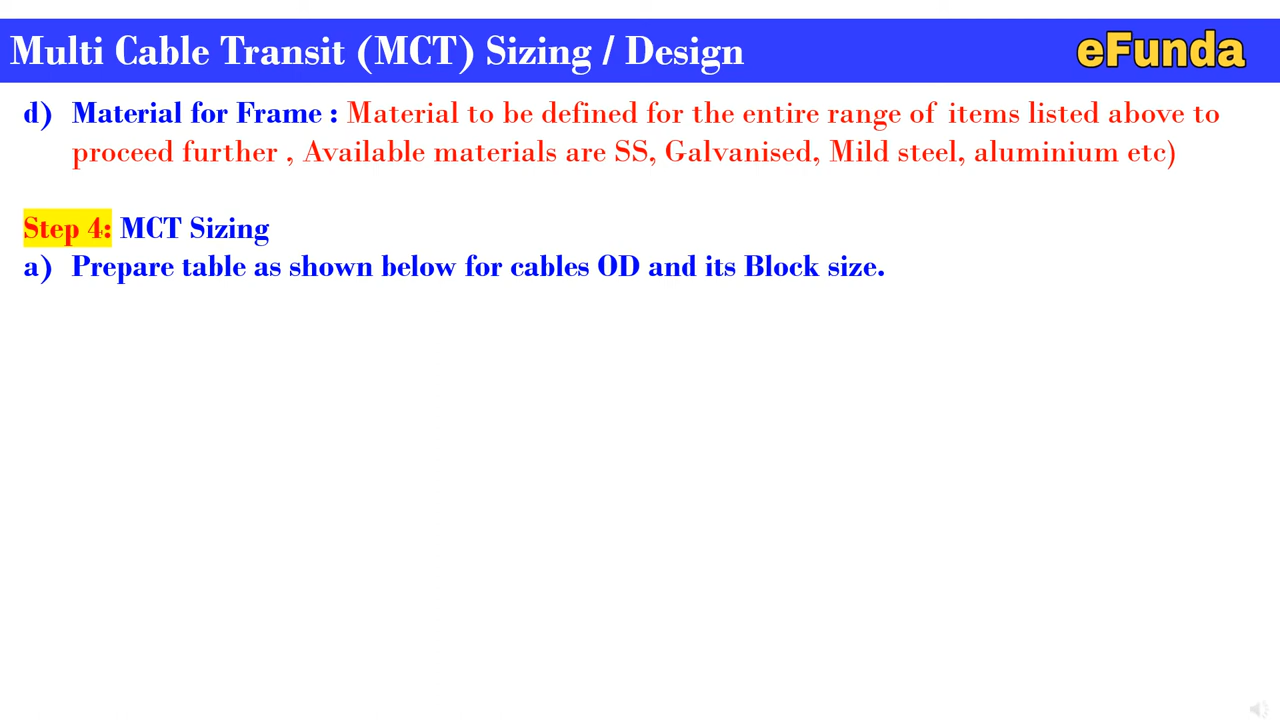 Multi Cable Transit (MCT) Sizing / Design
eFunda
d) Material for Frame : Material to be defined for the entire range of items listed above to
proceed further , Available materials are SS, Galvanised, Mild steel, aluminium etc)
Step 4: MCT Sizing
a) Prepare table as shown below for cables OD and its Block size.